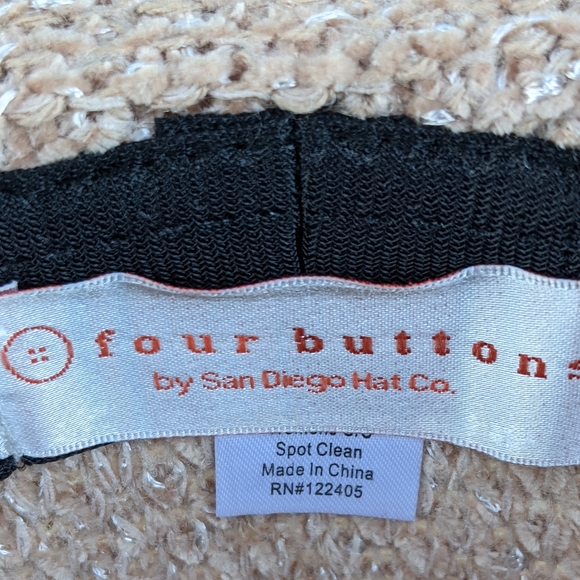 four buttons
by San Diego Hat Co.
Spot Clean
Made In China
RN#122405